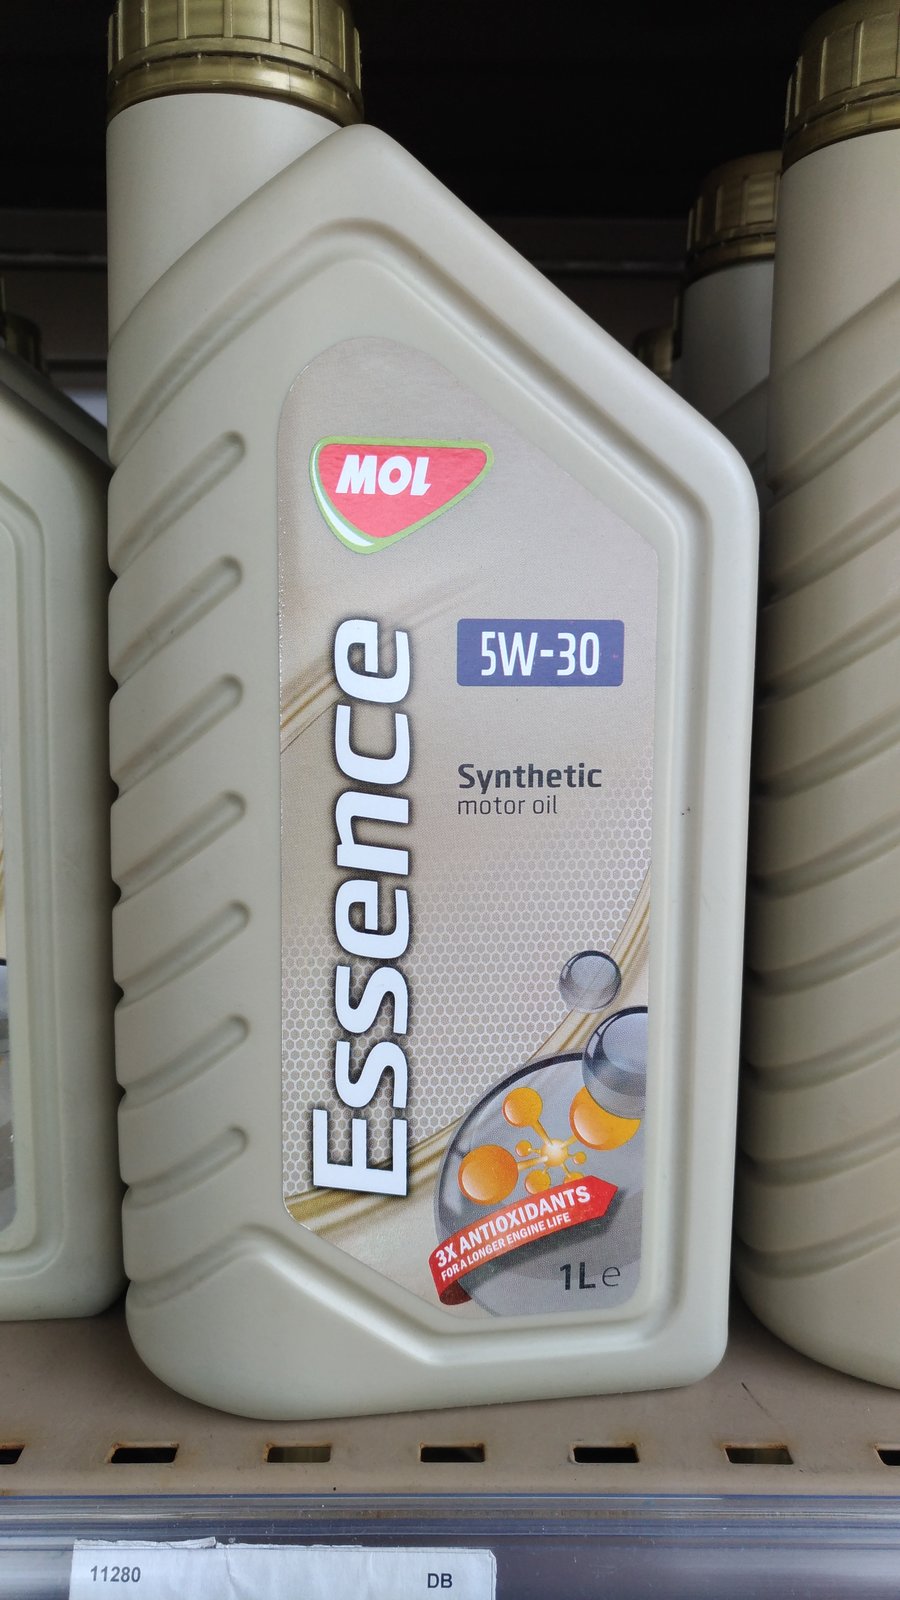 MOL
Essence
5W-30
Synthetic
motor oil
3X ANTIOXIDANTS
FOR A LONGER ENGINE LIFE
1L e
11280
DB